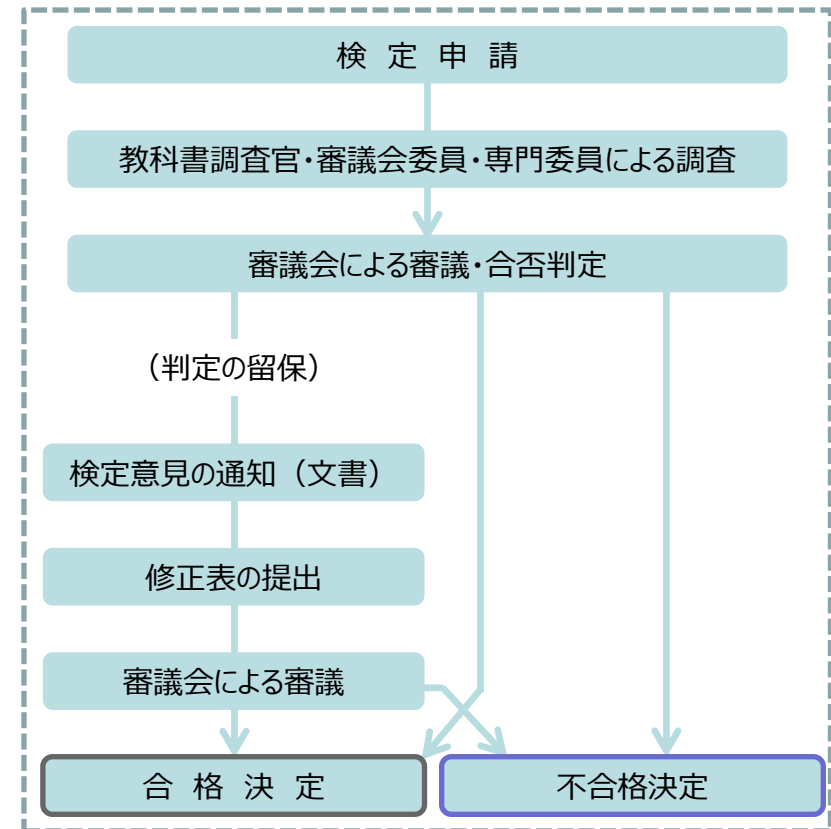 検 定 申 請
教科書調査官・審議会委員・専門委員による調査
審議会による審議・合否判定
（判定の留保）
検定意見の通知（文書）
修正表の提出
審議会による審議
合 格 決 定
不合格決定